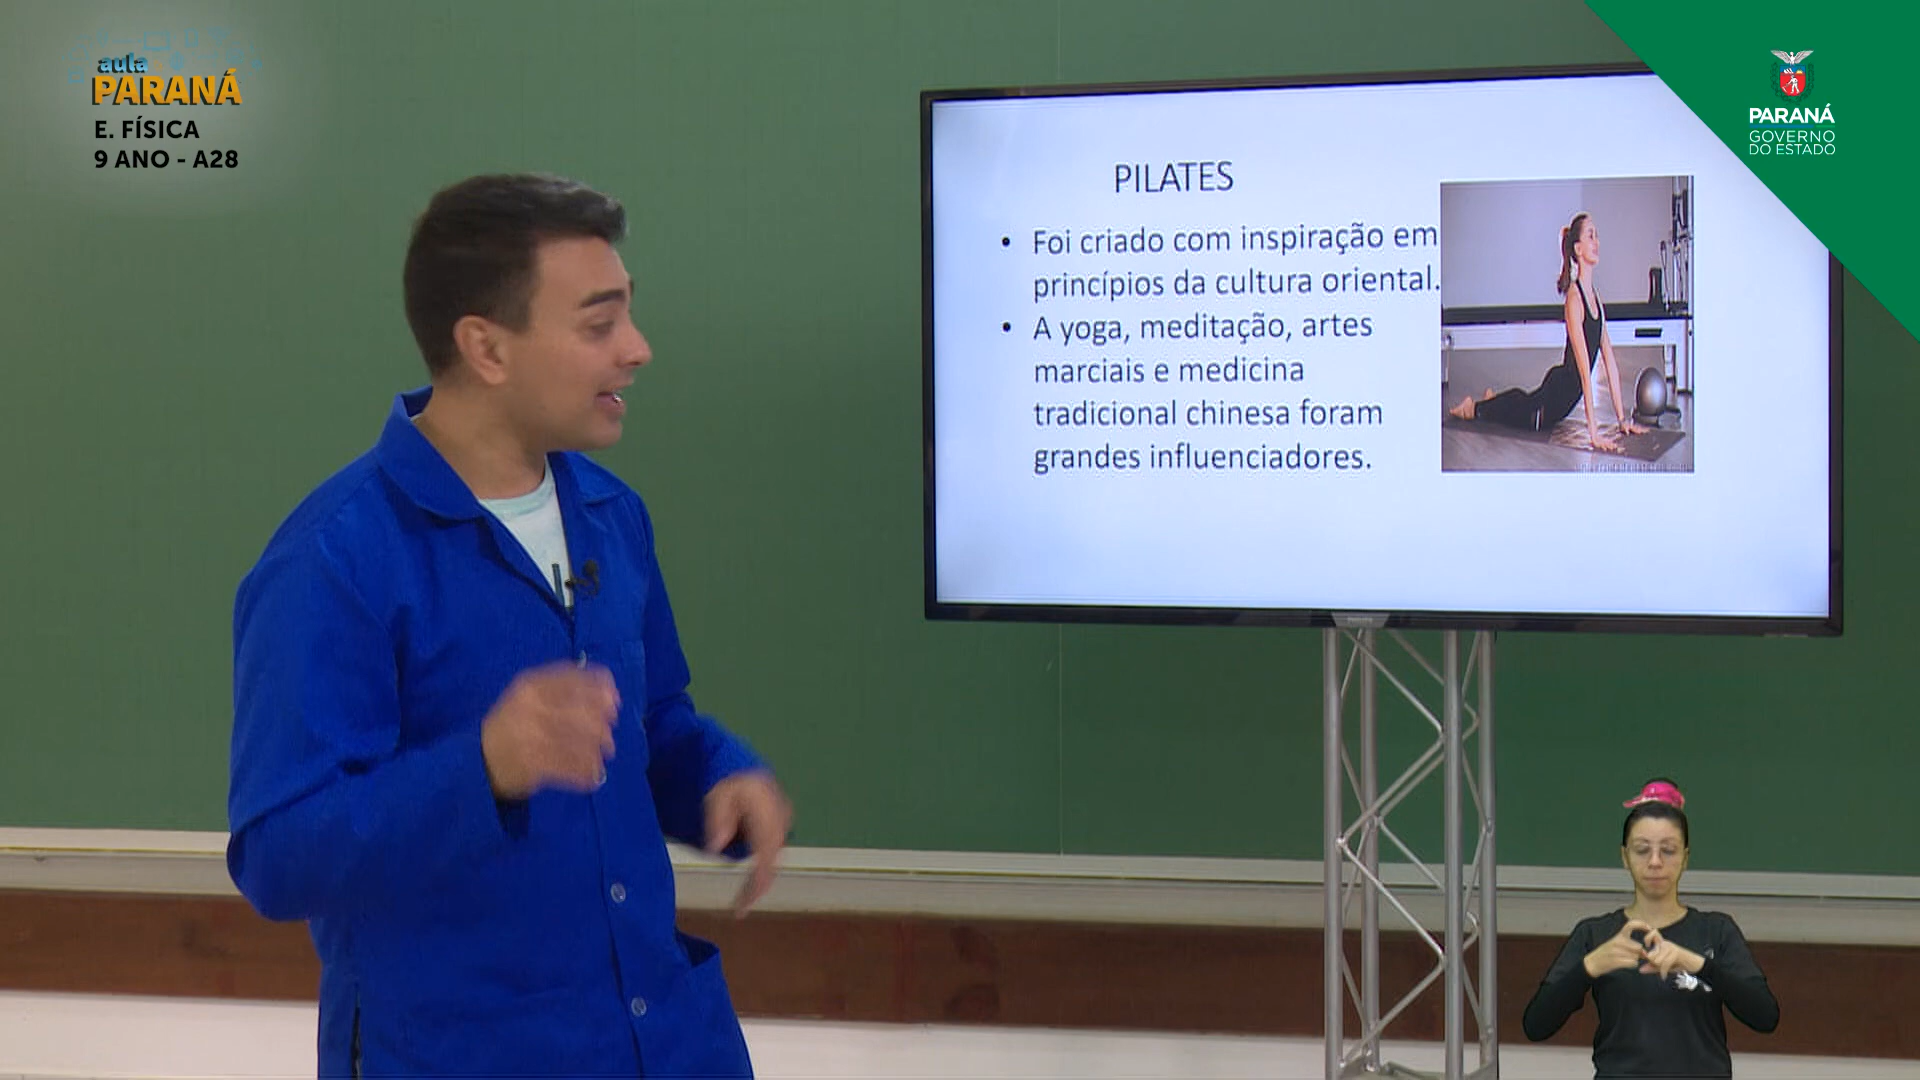 aula
PARANÁ
E. FÍSICA
9 ANO - A28
PARANÁ
GOVERNO
DO ESTADO
PILATES
• Foi criado com inspiração em
princípios da cultura oriental.
• A yoga, meditação, artes
marciais e medicina
tradicional chinesa foram
grandes influenciadores.